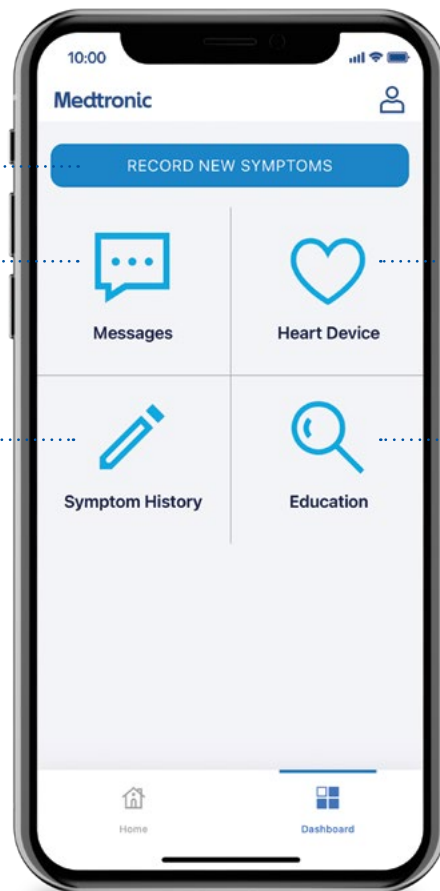 10:00
Medtronic
RECORD NEW SYMPTOMS
Messages
Heart Device
Symptom History
Education
Home
Dashboard